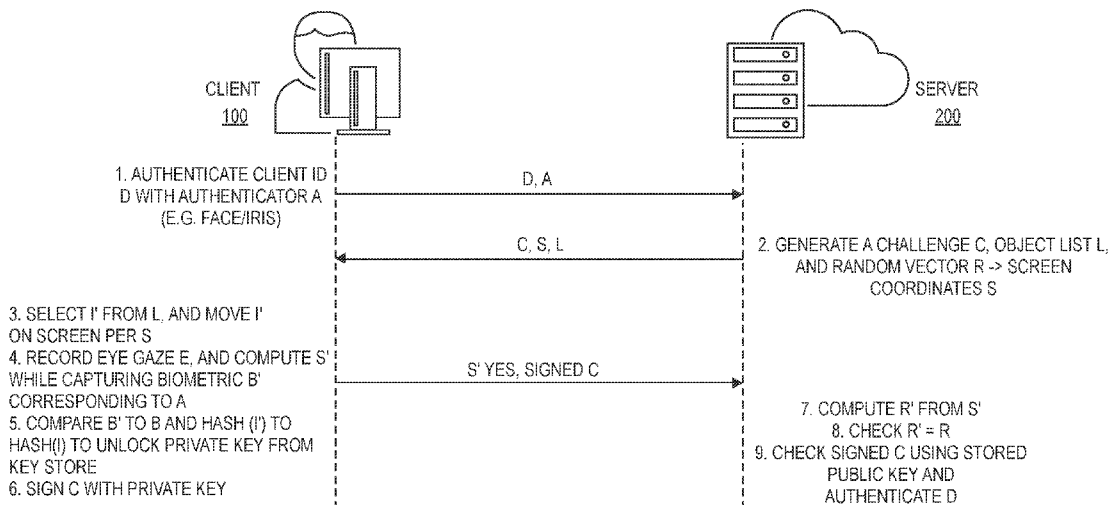 CLIENT
100
SERVER
200
1. AUTHENTICATE CLIENT ID
D WITH AUTHENTICATOR A
(E.G. FACE/IRIS)
D, A
C, S, L
2. GENERATE A CHALLENGE C, OBJECT LIST L,
AND RANDOM VECTOR R -> SCREEN
COORDINATES S
3. SELECT I' FROM L, AND MOVE I'
ON SCREEN PER S
4. RECORD EYE GAZE E, AND COMPUTE S'
WHILE CAPTURING BIOMETRIC B'
CORRESPONDING TO A
5. COMPARE B' TO B AND HASH (I') TO
HASH(I) TO UNLOCK PRIVATE KEY FROM
KEY STORE
6. SIGN C WITH PRIVATE KEY
S' YES, SIGNED C
7. COMPUTE R' FROM S'
8. CHECK R' = R
9. CHECK SIGNED C USING STORED
PUBLIC KEY AND
AUTHENTICATE D